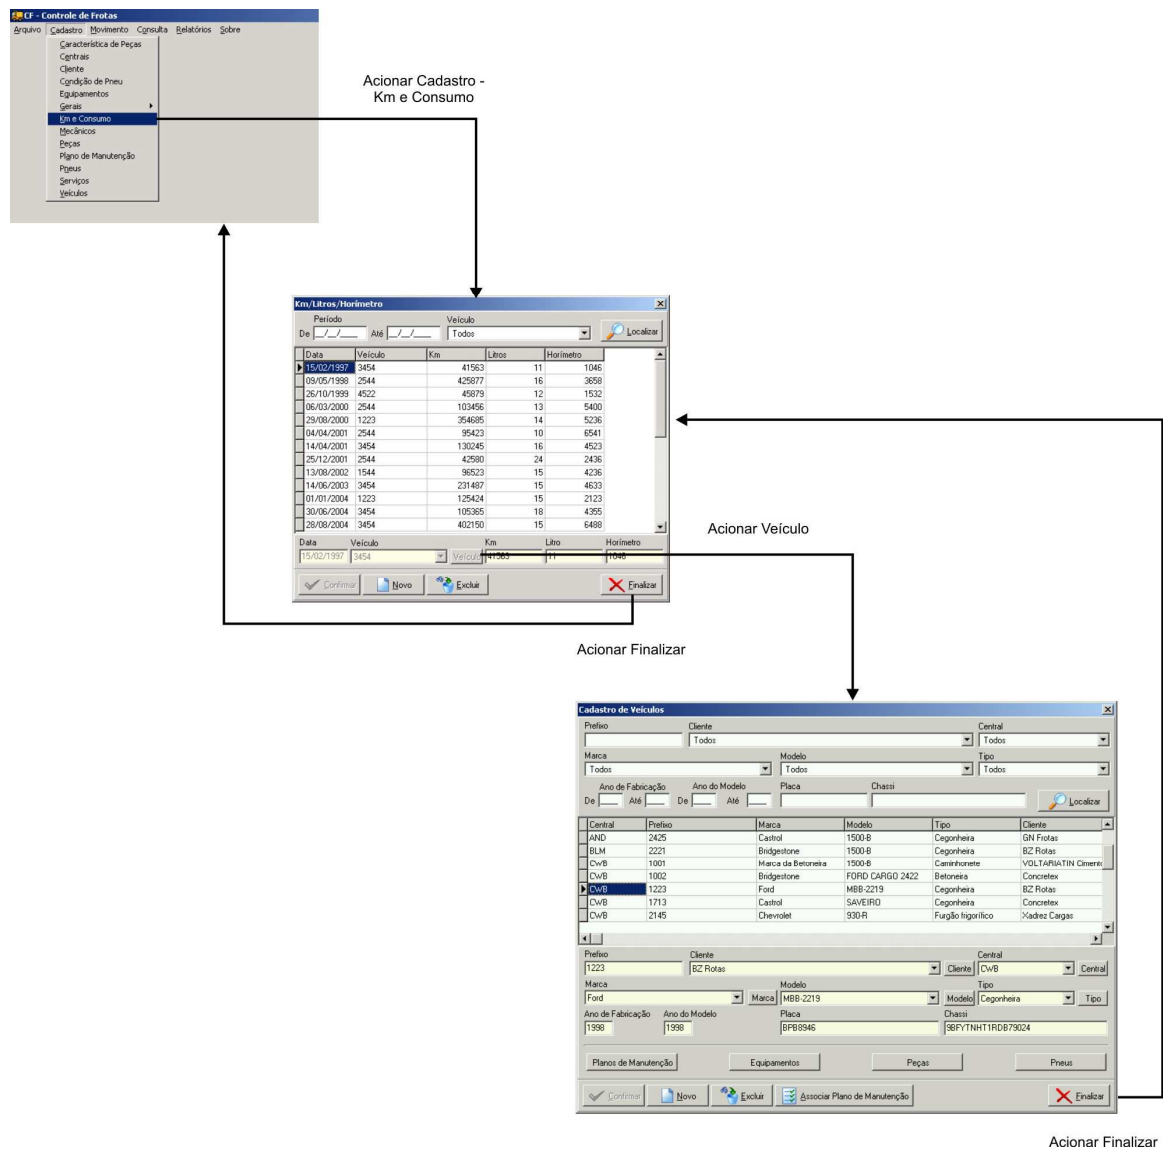 CF - Controle de Frotas
Arquivo Cadastro Movimento Consulta Relatórios Sobre
Característica de Peças
Centrais
Cliente
Condição de Pneu
Equipamentos
Gerais
Km e Consumo
Mecânicos
Peças
Plano de Manutenção
Pneus
Serviços
Veículos
Acionar Cadastro -
Km e Consumo
Km/Litros/Horímetro
Período Veículo
De __/__/____ Até __/__/____ Todos Localizar
Data Veículo Km Litros Horímetro
15/02/1997 3454 41563 11 1046
09/05/1998 2544 425877 16 3658
26/10/1999 4522 45879 12 1532
06/03/2000 2544 103456 13 5400
29/08/2000 1223 354685 14 5236
04/04/2001 2544 95423 10 6541
14/04/2001 3454 130245 16 4523
25/12/2001 2544 42580 24 2436
13/08/2002 1544 96523 15 4236
14/06/2003 3454 231487 15 4633
01/01/2004 1223 125424 15 2123
30/06/2004 3454 105365 18 4355
28/08/2004 3454 402150 15 6488
Data Veículo Km Litro Horímetro
15/02/1997 3454 Veículo 41563 11 1046
Confirmar Novo Excluir Finalizar
Acionar Veículo
Acionar Finalizar
Cadastro de Veículos
Prefixo Cliente Central
Todos Todos
Marca Modelo Tipo
Todos Todos Todos
Ano de Fabricação Ano do Modelo Placa Chassi
De ____ Até ____ De ____ Até ____ Localizar
Central Prefixo Marca Modelo Tipo Cliente
AND 2425 Castrol 1500-B Cegonheira GN Frotas
BLM 2221 Bridgestone 1500-B Cegonheira BZ Rotas
CWB 1001 Marca da Betoneira 1500-B Caminhonete VOLTARIATIN Cimento
CWB 1002 Bridgestone FORD CARGO 2422 Betoneira Concretex
CWB 1223 Ford MBB-2219 Cegonheira BZ Rotas
CWB 1713 Castrol SAVEIRO Cegonheira Concretex
CWB 2145 Chevrolet 930-R Furgão frigorífico Xadrez Cargas
Prefixo Cliente Central
1223 BZ Rotas Cliente CWB Central
Marca Modelo Tipo
Ford Marca MBB-2219 Modelo Cegonheira Tipo
Ano de Fabricação Ano do Modelo Placa Chassi
1998 1998 BPB8946 9BFYTNHT1RDB79024
Planos de Manutenção Equipamentos Peças Pneus
Confirmar Novo Excluir Associar Plano de Manutenção Finalizar
Acionar Finalizar